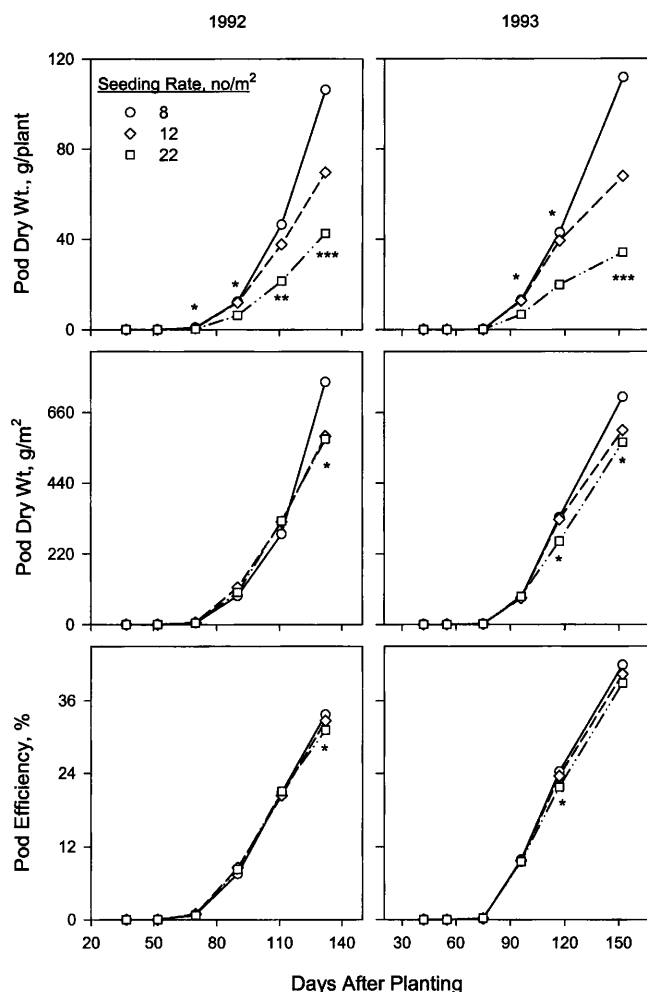 1992 1993
Pod Dry Wt., g/plant
120
80
40
0
Seeding Rate, no/m²
8
12
22
* * ** ***
* * ***
Pod Dry Wt, g/m²
660
440
220
0
*
* *
Pod Efficiency, %
36
24
12
0
*
*
20 50 80 110 140 30 60 90 120 150
Days After Planting